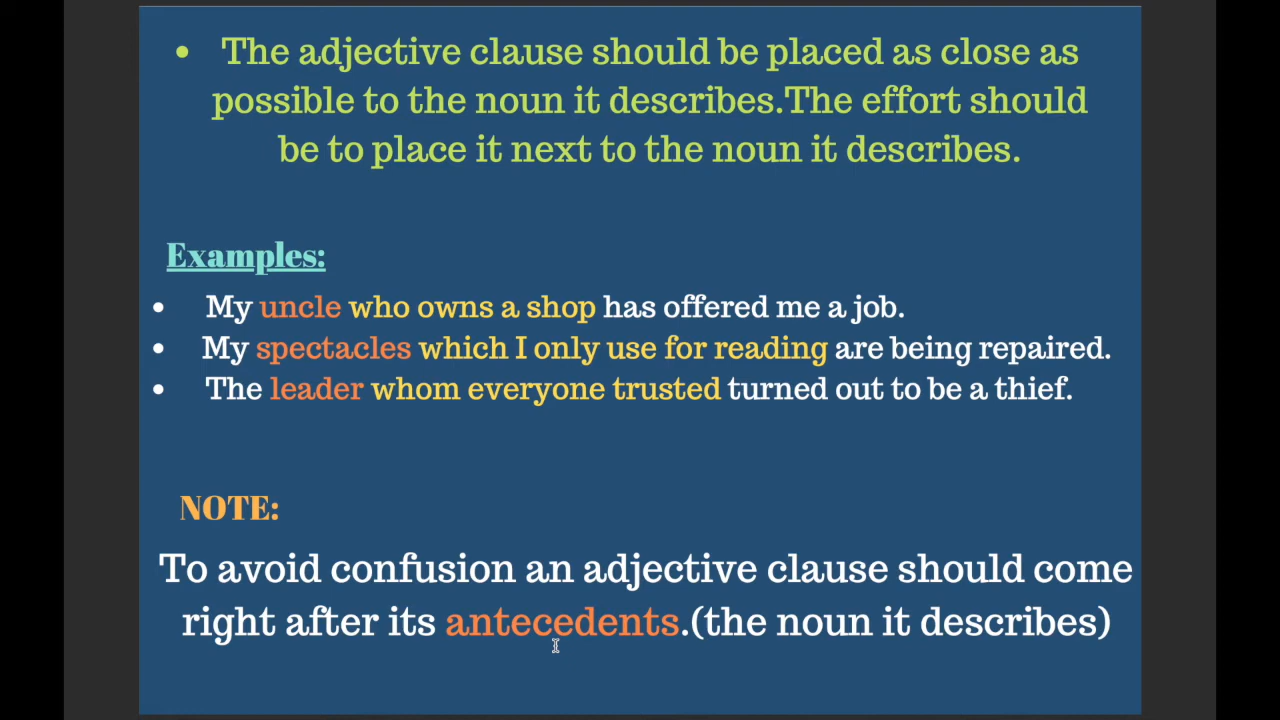 • The adjective clause should be placed as close as
possible to the noun it describes.The effort should
be to place it next to the noun it describes.
Examples:
• My uncle who owns a shop has offered me a job.
• My spectacles which I only use for reading are being repaired.
• The leader whom everyone trusted turned out to be a thief.
NOTE:
To avoid confusion an adjective clause should come
right after its antecedents.(the noun it describes)